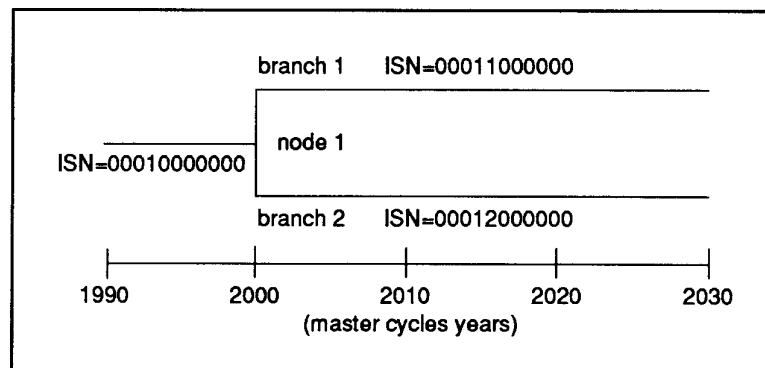 branch 1 ISN=00011000000
node 1
ISN=00010000000
branch 2 ISN=00012000000
1990 2000 2010 2020 2030
(master cycles years)